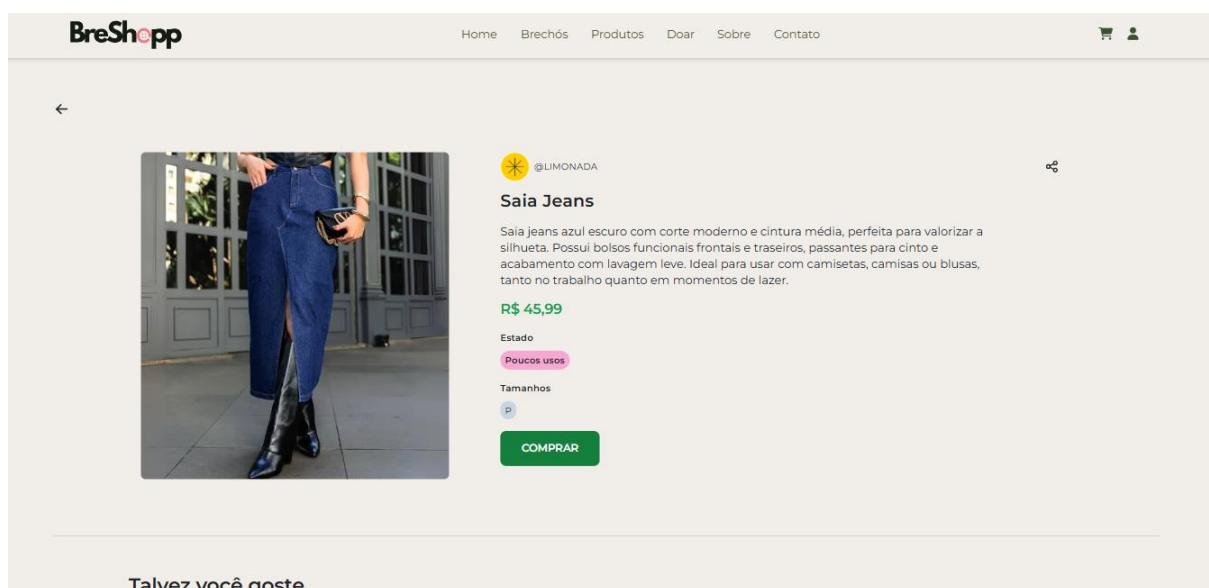 BreShopp
Home Brechós Produtos Doar Sobre Contato
@LIMONADA
Saia Jeans
Saia jeans azul escuro com corte moderno e cintura média, perfeita para valorizar a
silhueta. Possui bolsos funcionais frontais e traseiros, passantes para cinto e
acabamento com lavagem leve. Ideal para usar com camisetas, camisas ou blusas,
tanto no trabalho quanto em momentos de lazer.
R$ 45,99
Estado
Poucos usos
Tamanhos
P
COMPRAR
Talvez você goste